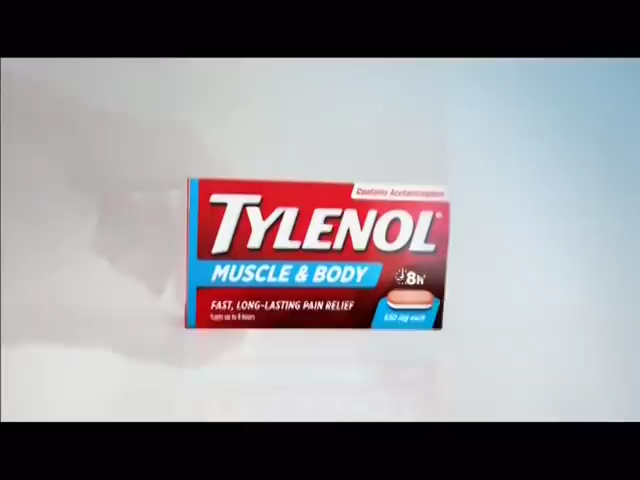 Contains Acetaminophen
TYLENOL®
MUSCLE & BODY
8h
FAST, LONG-LASTING PAIN RELIEF
650 mg each